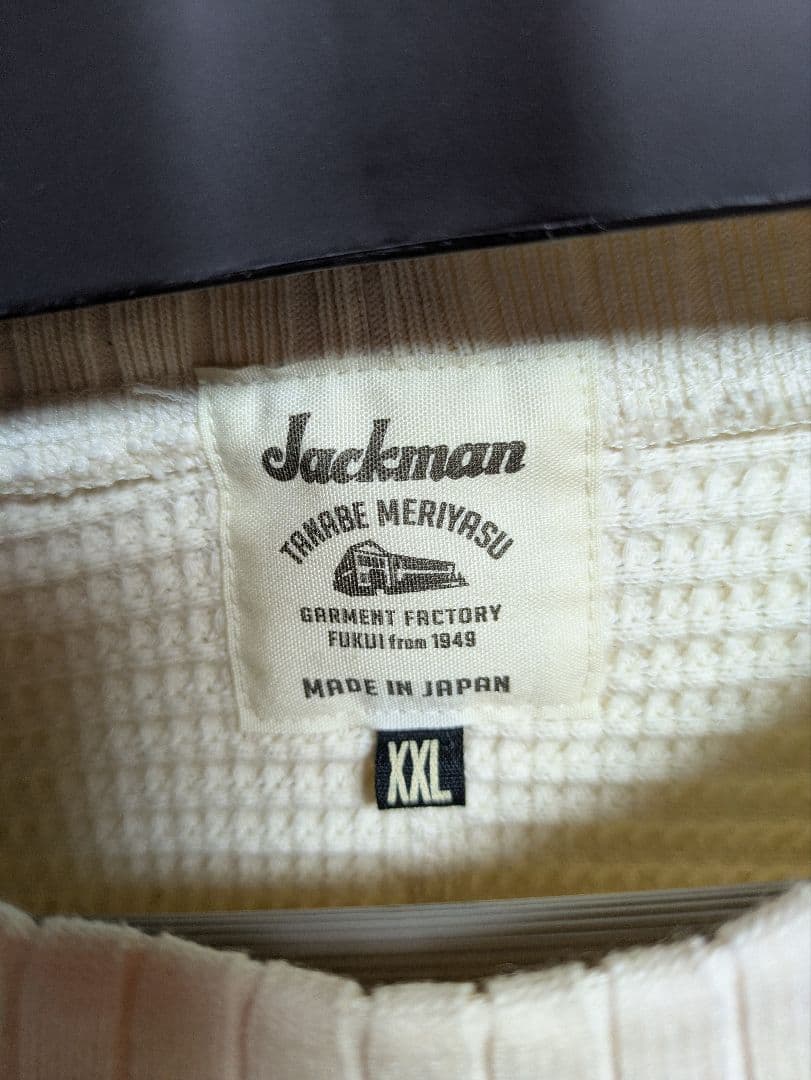 Jackman
TANABE MERIYASU
GARMENT FACTORY
FUKUI from 1949
MADE IN JAPAN
XXL